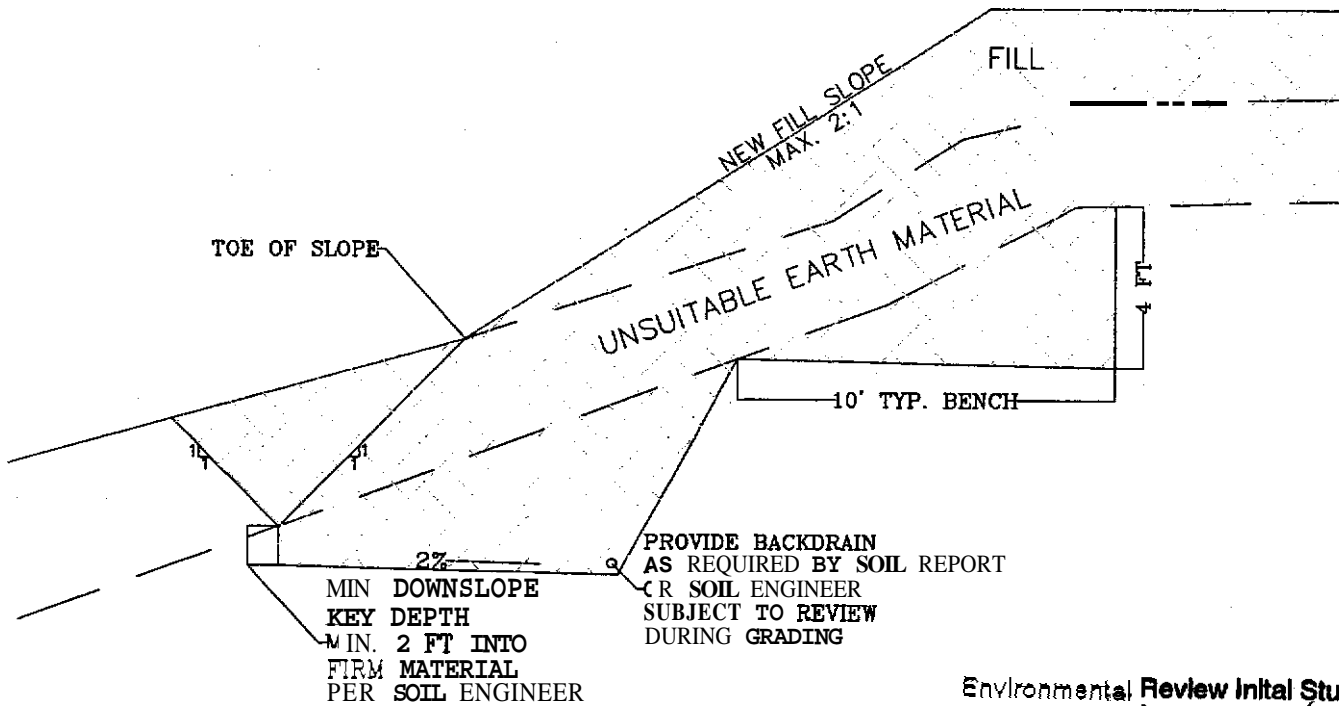 FILL
NEW FILL SLOPE
MAX. 2:1
TOE OF SLOPE
UNSUITABLE EARTH MATERIAL
4 FT
10' TYP. BENCH
1
1
1
1
2%
MIN DOWNSLOPE
KEY DEPTH
MIN. 2 FT INTO
FIRM MATERIAL
PER SOIL ENGINEER
PROVIDE BACKDRAIN
AS REQUIRED BY SOIL REPORT
CR SOIL ENGINEER
SUBJECT TO REVIEW
DURING GRADING
Environmental Review Inital Stu